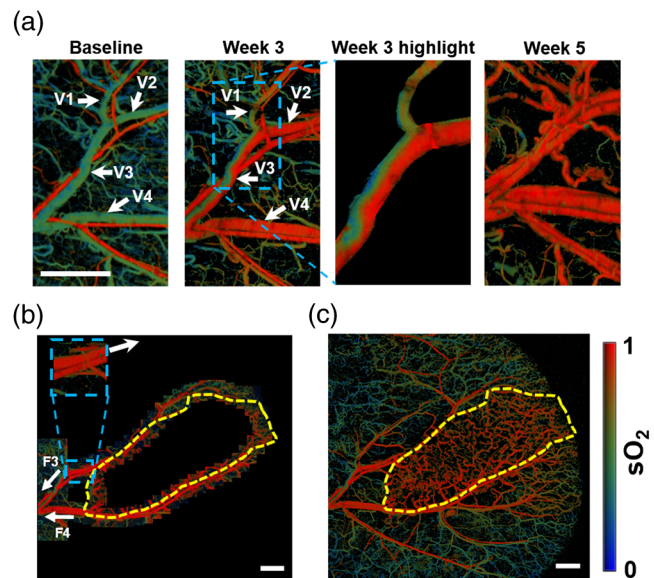 (a)
Baseline
Week 3
Week 3 highlight
Week 5
V1
V2
V3
V4
V1
V2
V3
V4
(b)
(c)
F3
F4
1
sO2
0